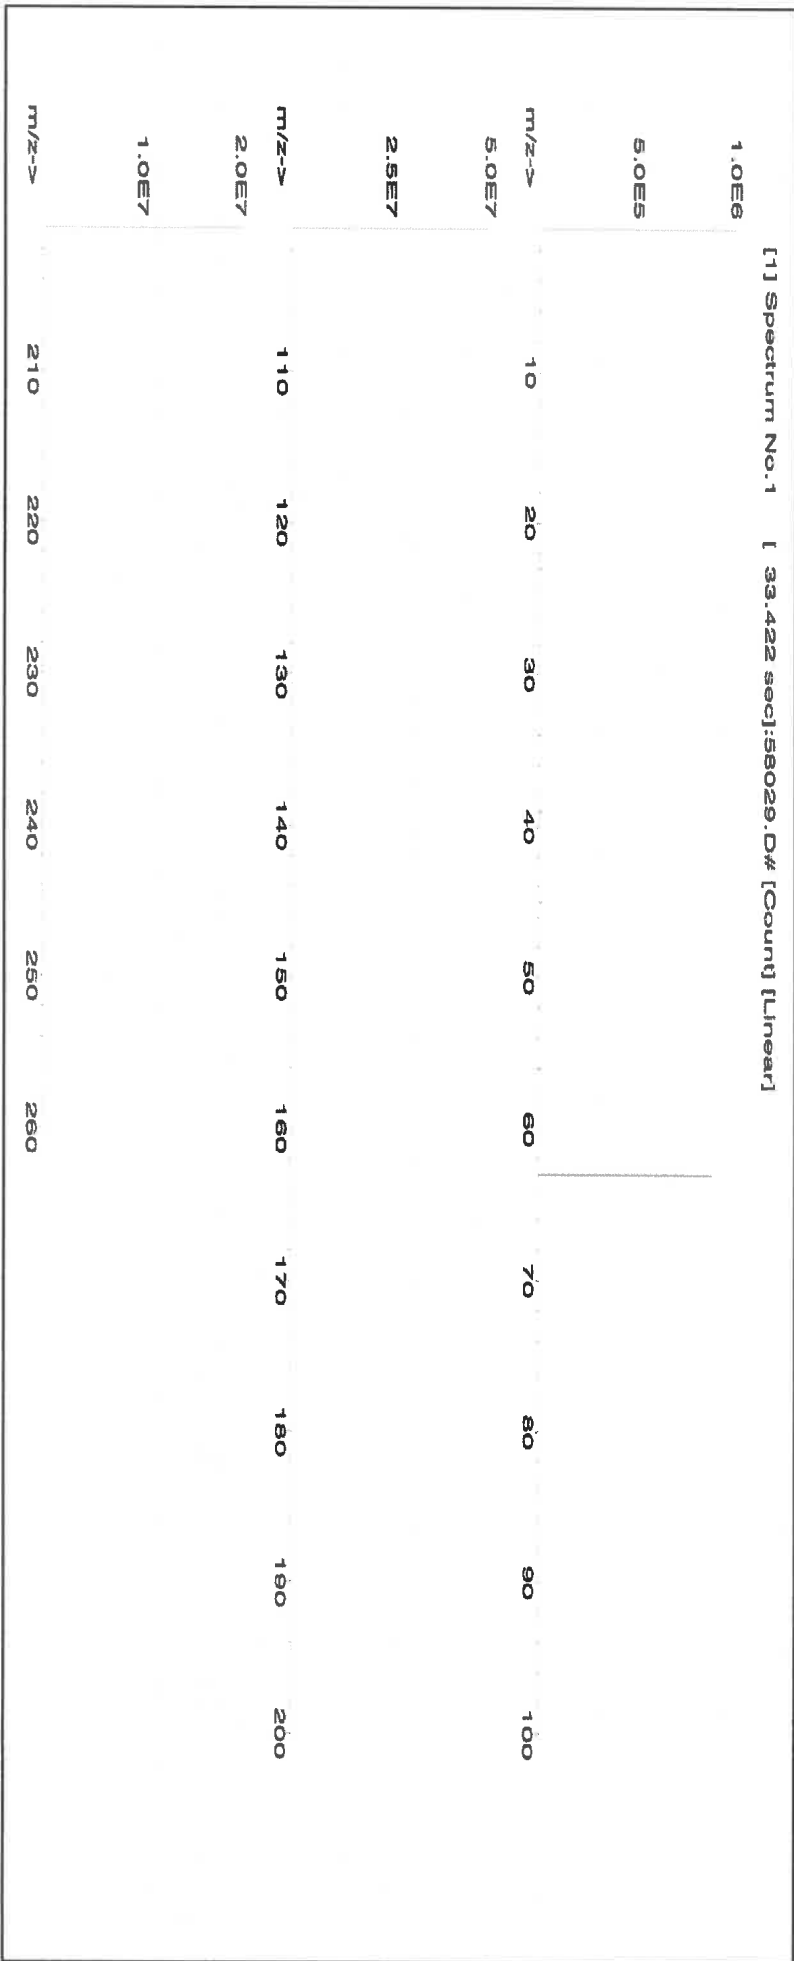 [1] Spectrum No.1 [ 33.422 sec]:58029.D# [Count] [Linear]
1.0E6
5.0E5
m/z-> 10 20 30 40 50 60 70 80 90 100
5.0E7
2.5E7
m/z-> 110 120 130 140 150 160 170 180 190 200
2.0E7
1.0E7
m/z-> 210 220 230 240 250 260